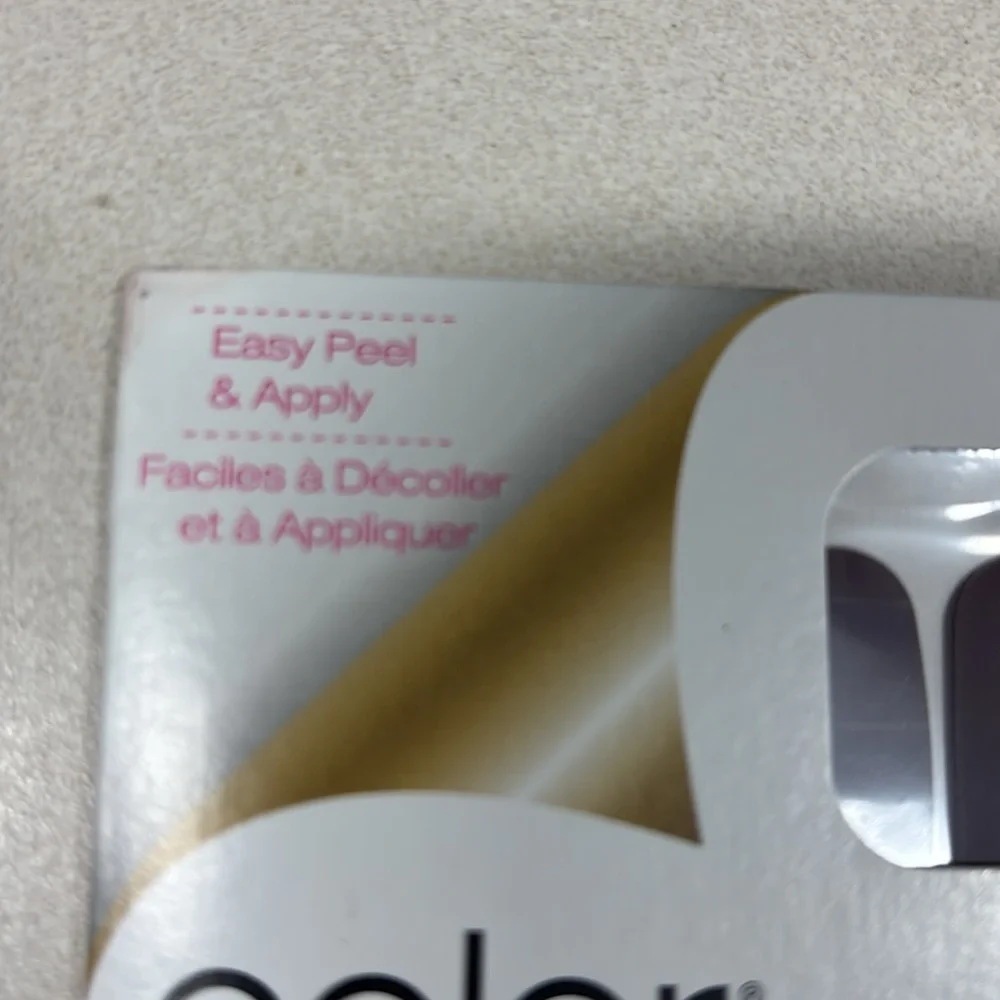 Easy Peel
& Apply
Faciles à Décoller
et à Appliquer
color®